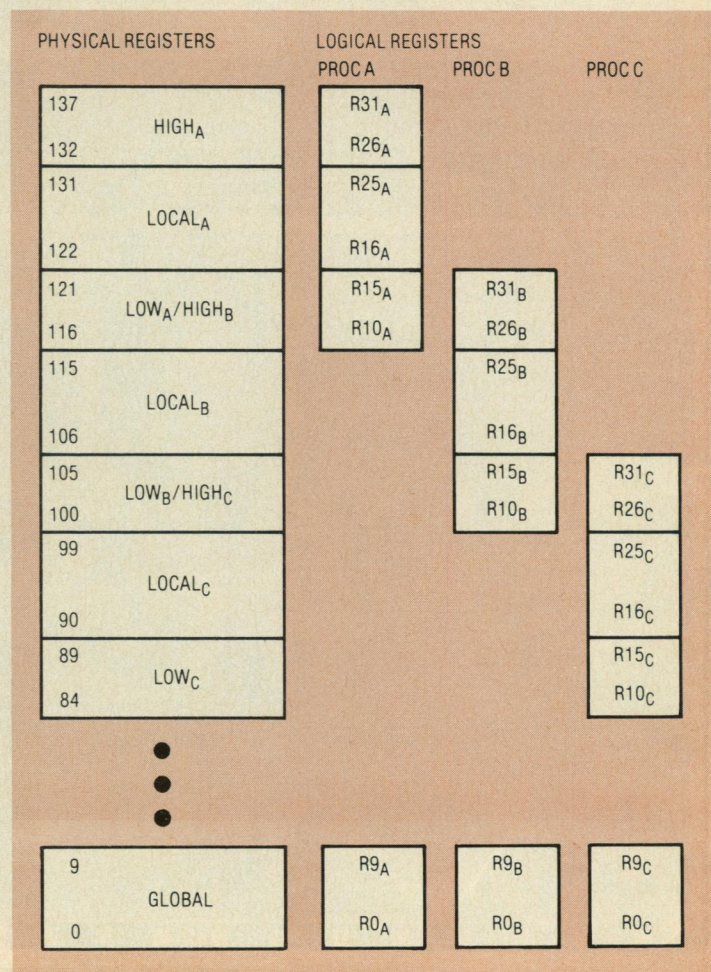 PHYSICAL REGISTERS LOGICAL REGISTERS
PROC A PROC B PROC C
137 R31A
HIGHA
132 R26A
131 R25A
LOCALA
122 R16A
121 R15A R31B
LOWA/HIGHB
116 R10A R26B
115 R25B
LOCALB
106 R16B
105 R15B R31C
LOWB/HIGHC
100 R10B R26C
99 R25C
LOCALC
90 R16C
89 R15C
LOWC
84 R10C
9 R9A R9B R9C
GLOBAL
0 R0A R0B R0C